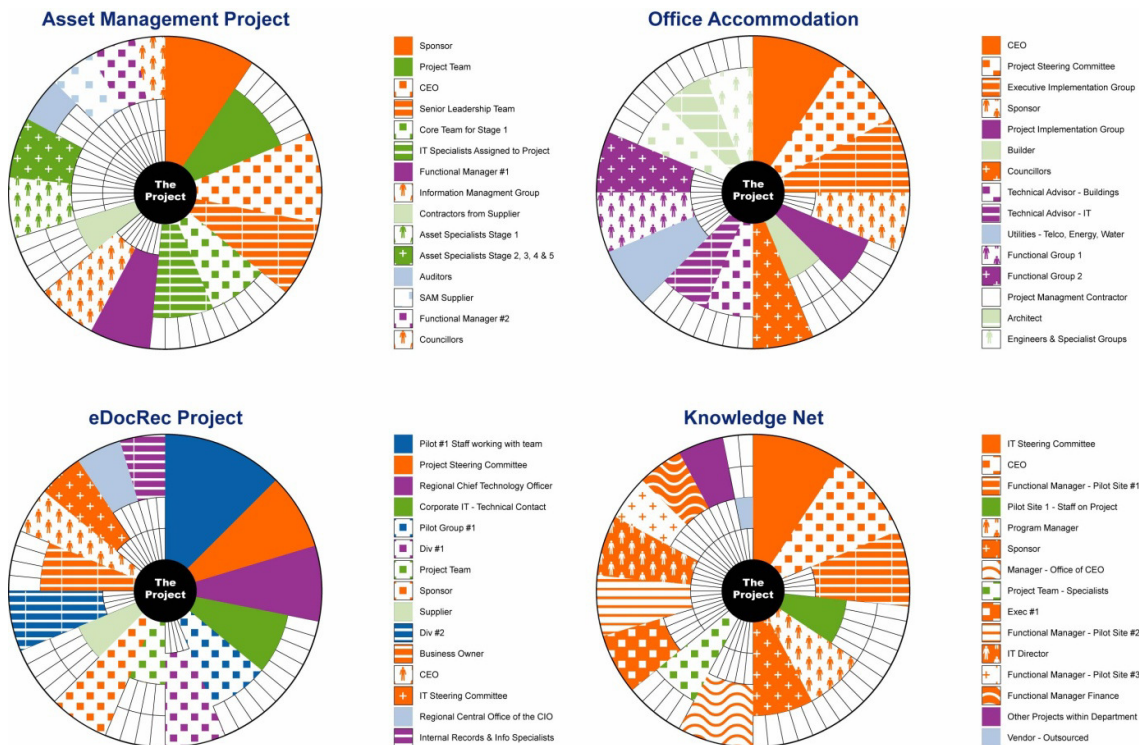 Asset Management Project
The
Project
Sponsor
Project Team
CEO
Senior Leadership Team
Core Team for Stage 1
IT Specialists Assigned to Project
Functional Manager #1
Information Managment Group
Contractors from Supplier
Asset Specialists Stage 1
Asset Specialists Stage 2, 3, 4 & 5
Auditors
SAM Supplier
Functional Manager #2
Councillors
Office Accommodation
The
Project
CEO
Project Steering Committee
Executive Implementation Group
Sponsor
Project Implementation Group
Builder
Councillors
Technical Advisor - Buildings
Technical Advisor - IT
Utilities - Telco, Energy, Water
Functional Group 1
Functional Group 2
Project Managment Contractor
Architect
Engineers & Specialist Groups
eDocRec Project
The
Project
Pilot #1 Staff working with team
Project Steering Committee
Regional Chief Technology Officer
Corporate IT - Technical Contact
Pilot Group #1
Div #1
Project Team
Sponsor
Supplier
Div #2
Business Owner
CEO
IT Steering Committee
Regional Central Office of the CIO
Internal Records & Info Specialists
Knowledge Net
The
Project
IT Steering Committee
CEO
Functional Manager - Pilot Site #1
Pilot Site 1 - Staff on Project
Program Manager
Sponsor
Manager - Office of CEO
Project Team - Specialists
Exec #1
Functional Manager - Pilot Site #2
IT Director
Functional Manager - Pilot Site #3
Functional Manager Finance
Other Projects within Department
Vendor - Outsourced